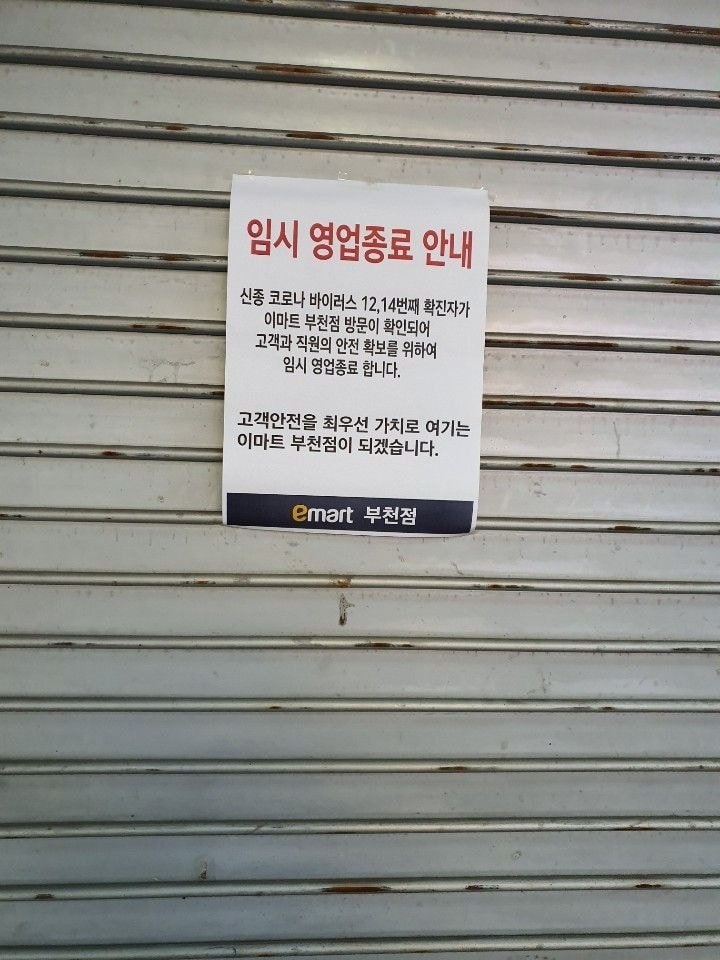 임시 영업종료 안내
신종 코로나 바이러스 12,14번째 확진자가
이마트 부천점 방문이 확인되어
고객과 직원의 안전 확보를 위하여
임시 영업종료 합니다.
고객안전을 최우선 가치로 여기는
이마트 부천점이 되겠습니다.
emart 부천점